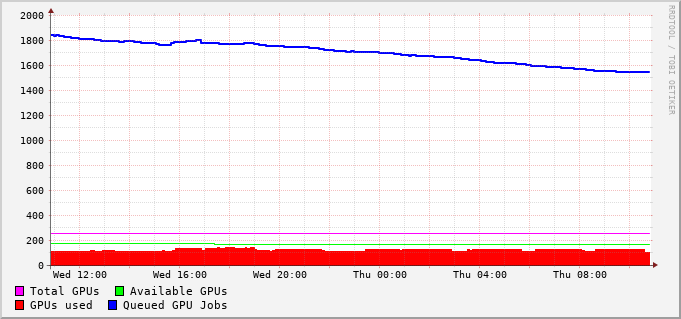 2000
1800
1600
1400
1200
1000
800
600
400
200
0
Wed 12:00 Wed 16:00 Wed 20:00 Thu 00:00 Thu 04:00 Thu 08:00
Total GPUs Available GPUs
GPUs used Queued GPU Jobs
RRDTOOL / TOBI OETIKER